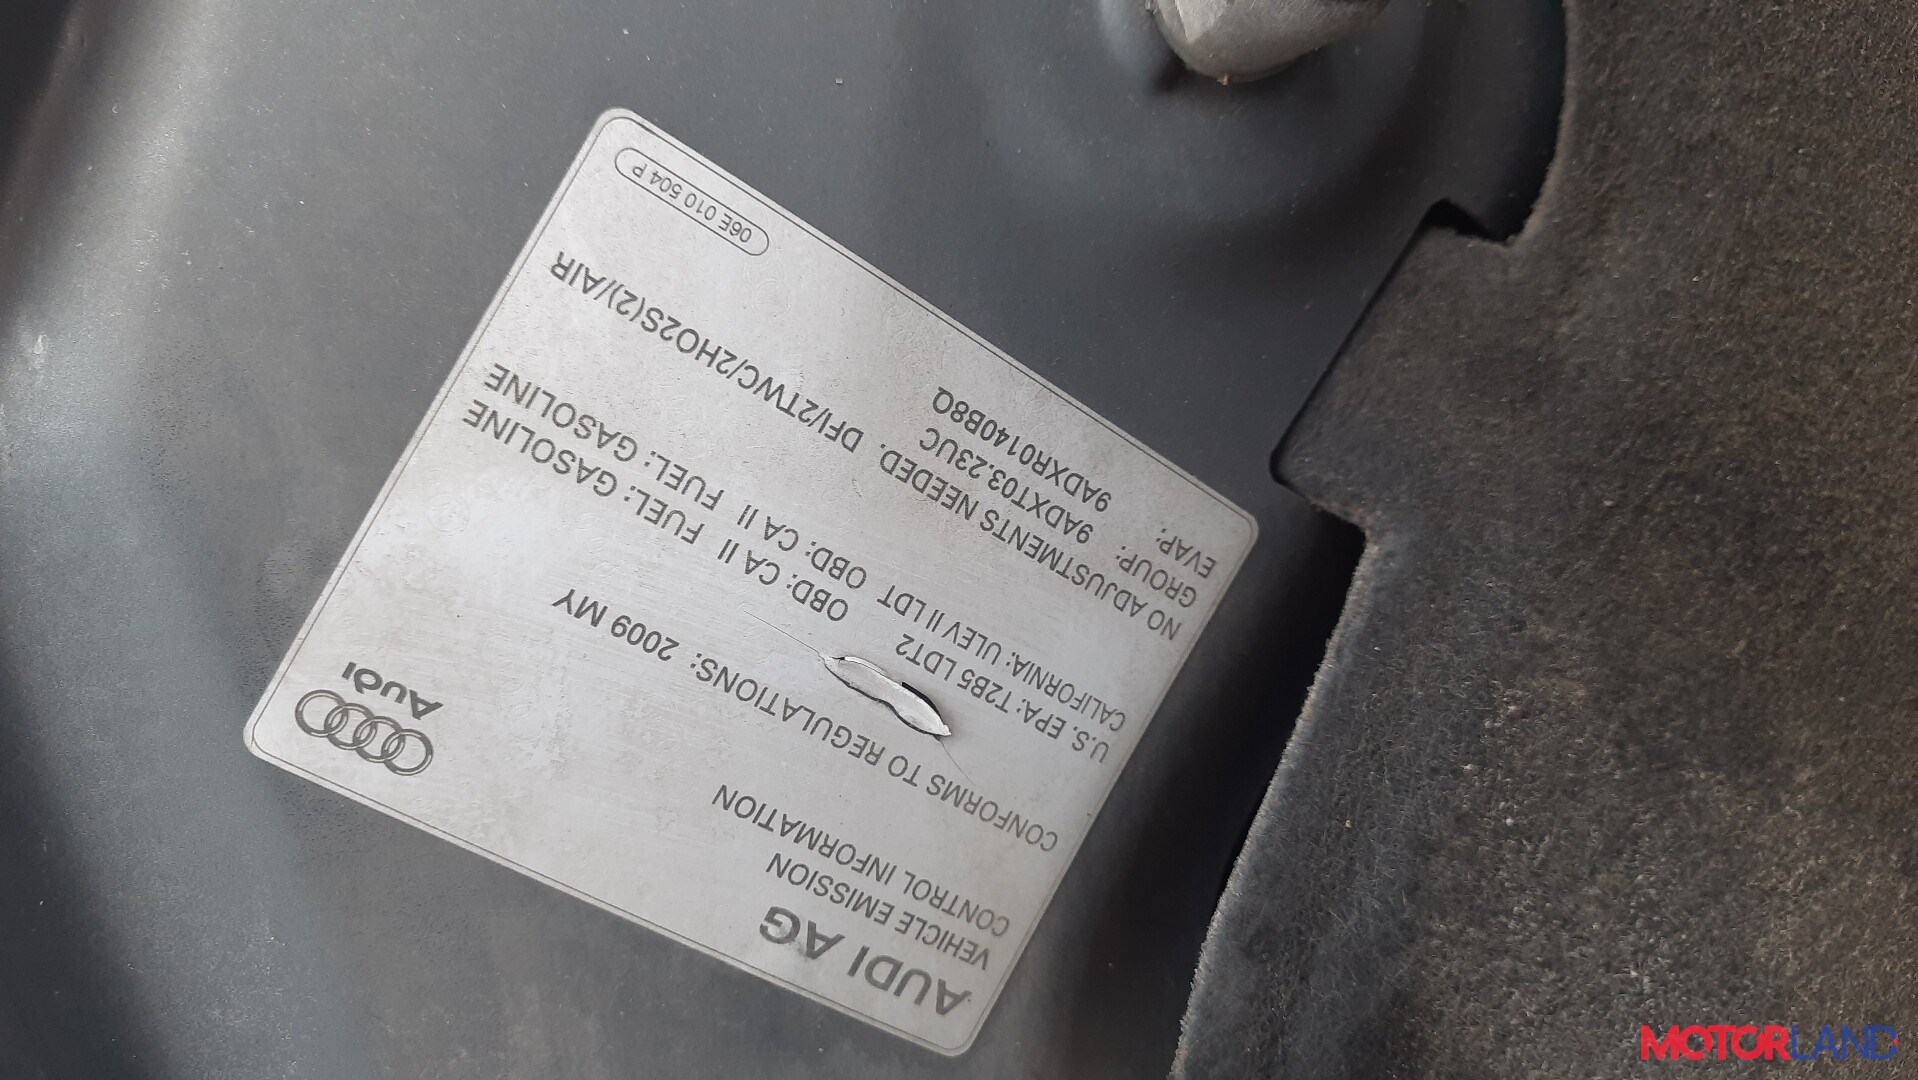 AUDI AG
VEHICLE EMISSION
CONTROL INFORMATION
Audi
CONFORMS TO REGULATIONS: 2009 MY
U.S. EPA: T2B5 LDT2 OBD: CA II FUEL: GASOLINE
CALIFORNIA: ULEV II LDT OBD: CA II FUEL: GASOLINE
NO ADJUSTMENTS NEEDED. DFI/2TWC/2HO2S(2)/AIR
GROUP: 9ADXT03.23UC
EVAP: 9ADXR0140B8Q
06E 010 504 P
MOTORLAND